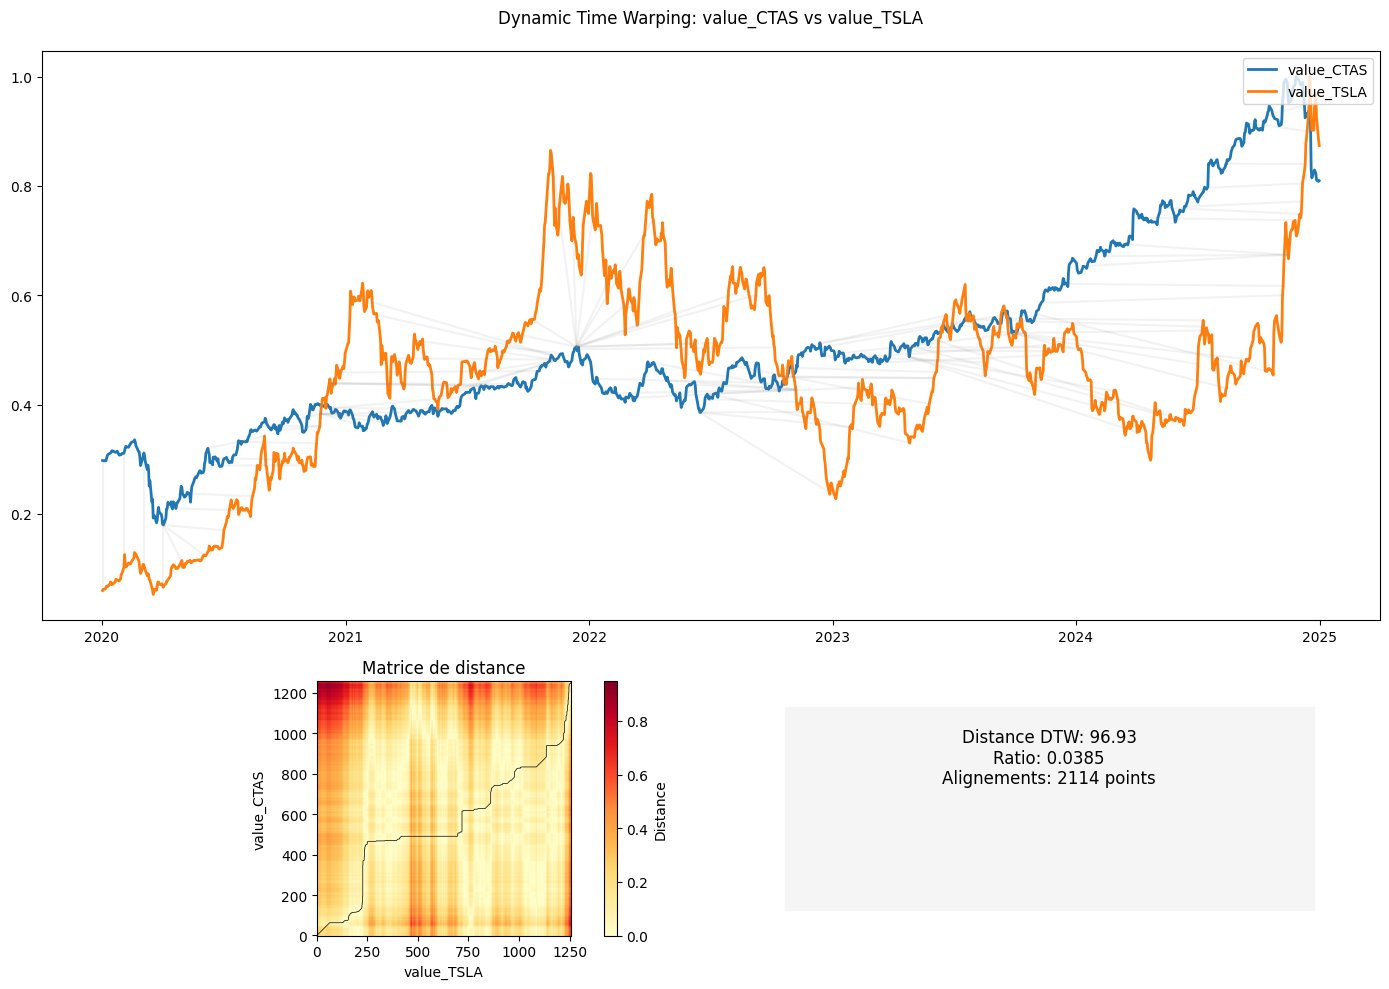 Dynamic Time Warping: value_CTAS vs value_TSLA
value_CTAS
value_TSLA
1.0
0.8
0.6
0.4
0.2
2020 2021 2022 2023 2024 2025
Matrice de distance
value_CTAS
1200
1000
800
600
400
200
0
0 250 500 750 1000 1250
value_TSLA
0.8
0.6
0.4
0.2
0.0
Distance
Distance DTW: 96.93
Ratio: 0.0385
Alignements: 2114 points